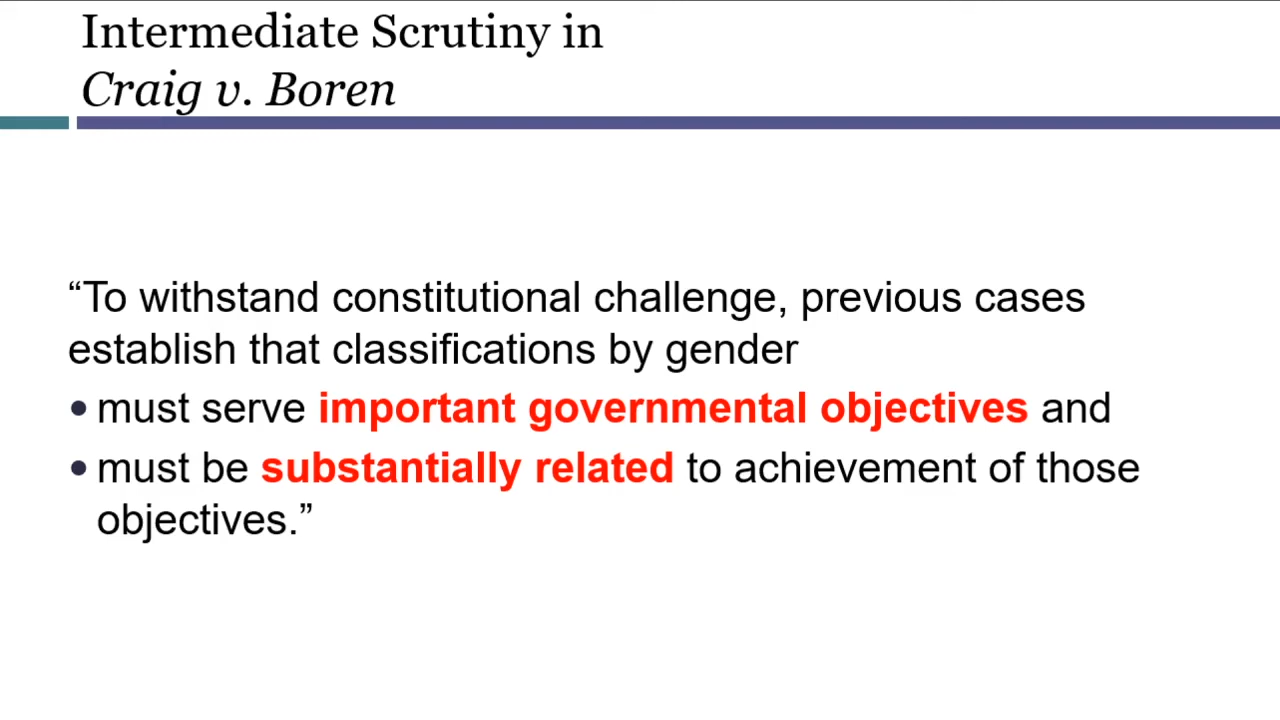 Intermediate Scrutiny in
Craig v. Boren
“To withstand constitutional challenge, previous cases
establish that classifications by gender
• must serve important governmental objectives and
• must be substantially related to achievement of those
objectives.”